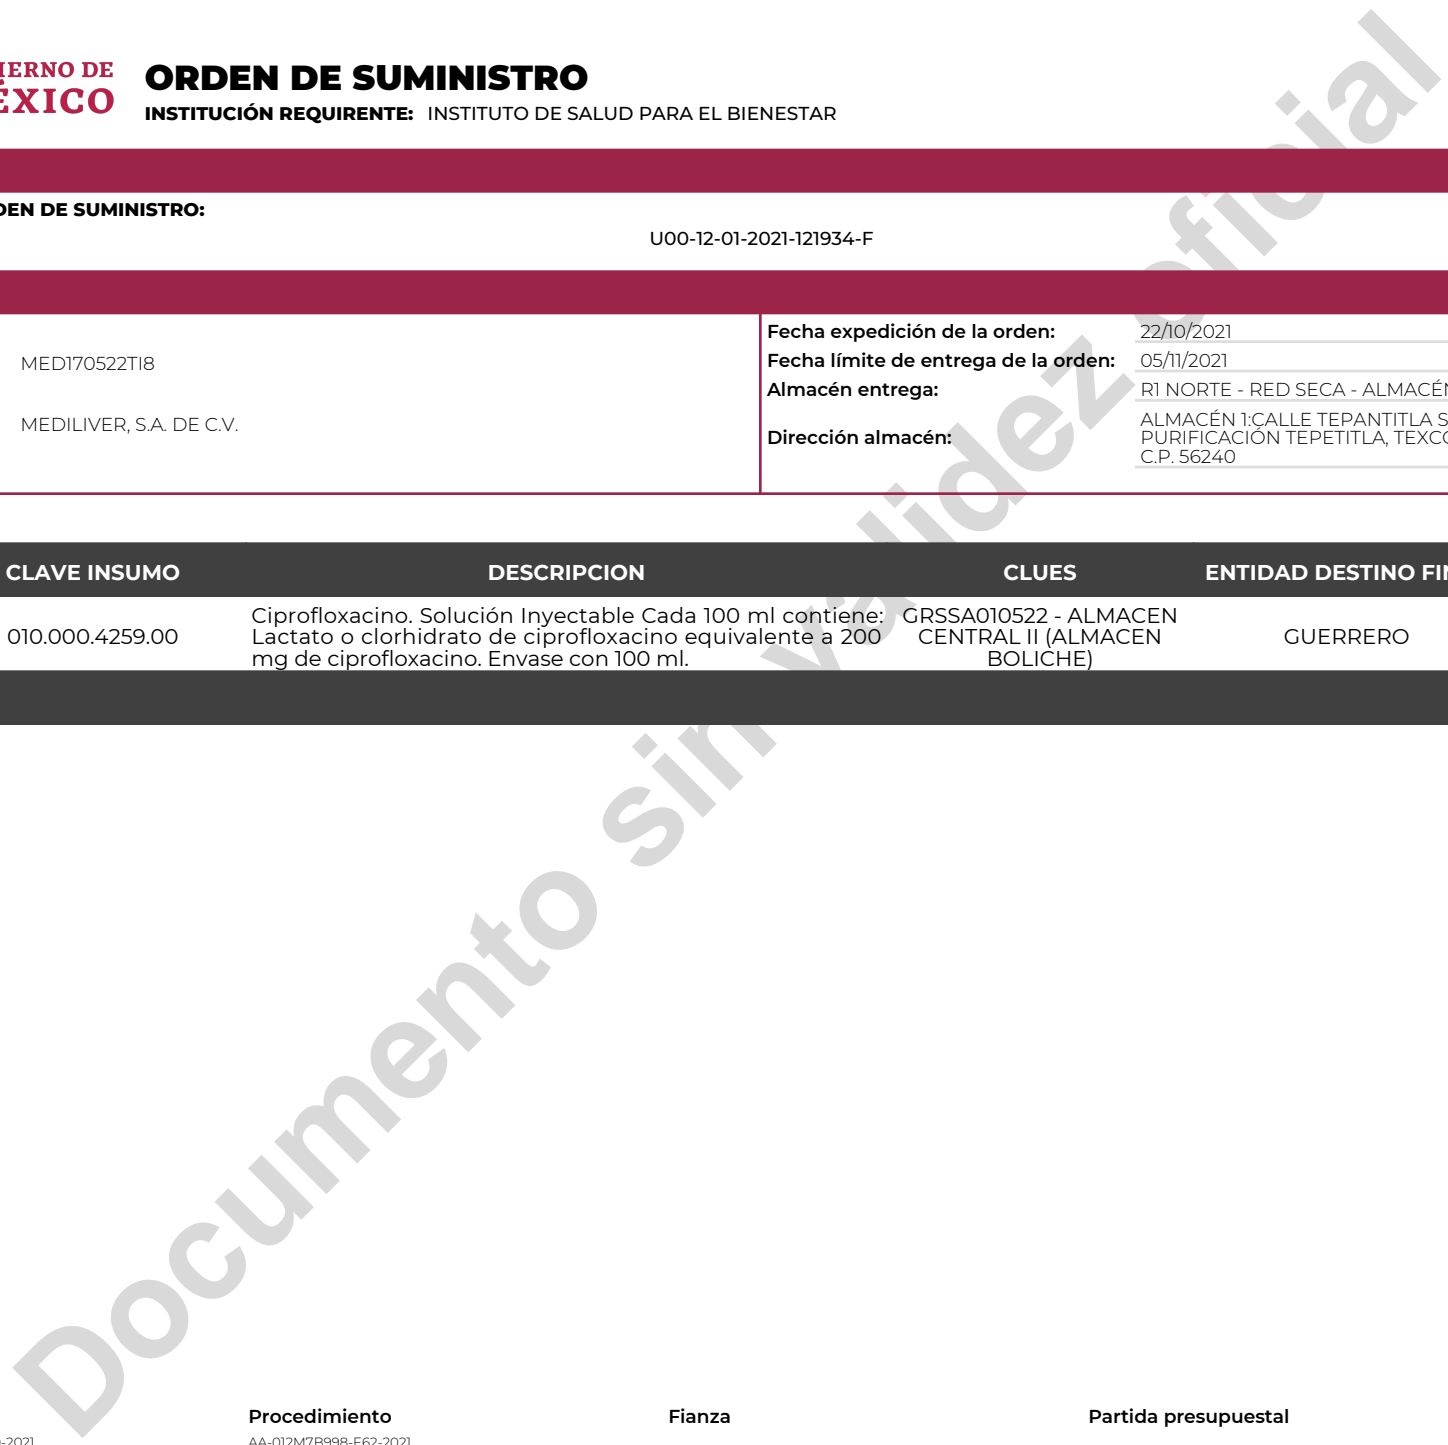 ORDEN DE SUMINISTRO
INSTITUCIÓN REQUIRENTE: INSTITUTO DE SALUD PARA EL BIENESTAR
DE
MÉXICO
DE SUMINISTRO:
U00-12-01-2021-121934-F
MED170522TI8
MEDILIVER, S.A. DE C.V.
Fecha expedición de la orden: 22/10/2021
Fecha límite de entrega de la orden: 05/11/2021
Almacén entrega: R1 NORTE - RED SECA - ALMACÉN
Dirección almacén: ALMACÉN 1:CALLE TEPANTITLA
PURIFICACIÓN TEPETITLA,
C.P. 56240
CLAVE INSUMO DESCRIPCION CLUES ENTIDAD DESTINO
010.000.4259.00
Ciprofloxacino. Solución Inyectable Cada 100 ml contiene:
Lactato o clorhidrato de ciprofloxacino equivalente a 200
mg de ciprofloxacino. Envase con 100 ml.
GRSSA010522 - ALMACEN
CENTRAL II (ALMACEN
BOLICHE)
GUERRERO
Documento sin validez oficial
Procedimiento Fianza Partida presupuestal
AA-012M7B998-E62-2021